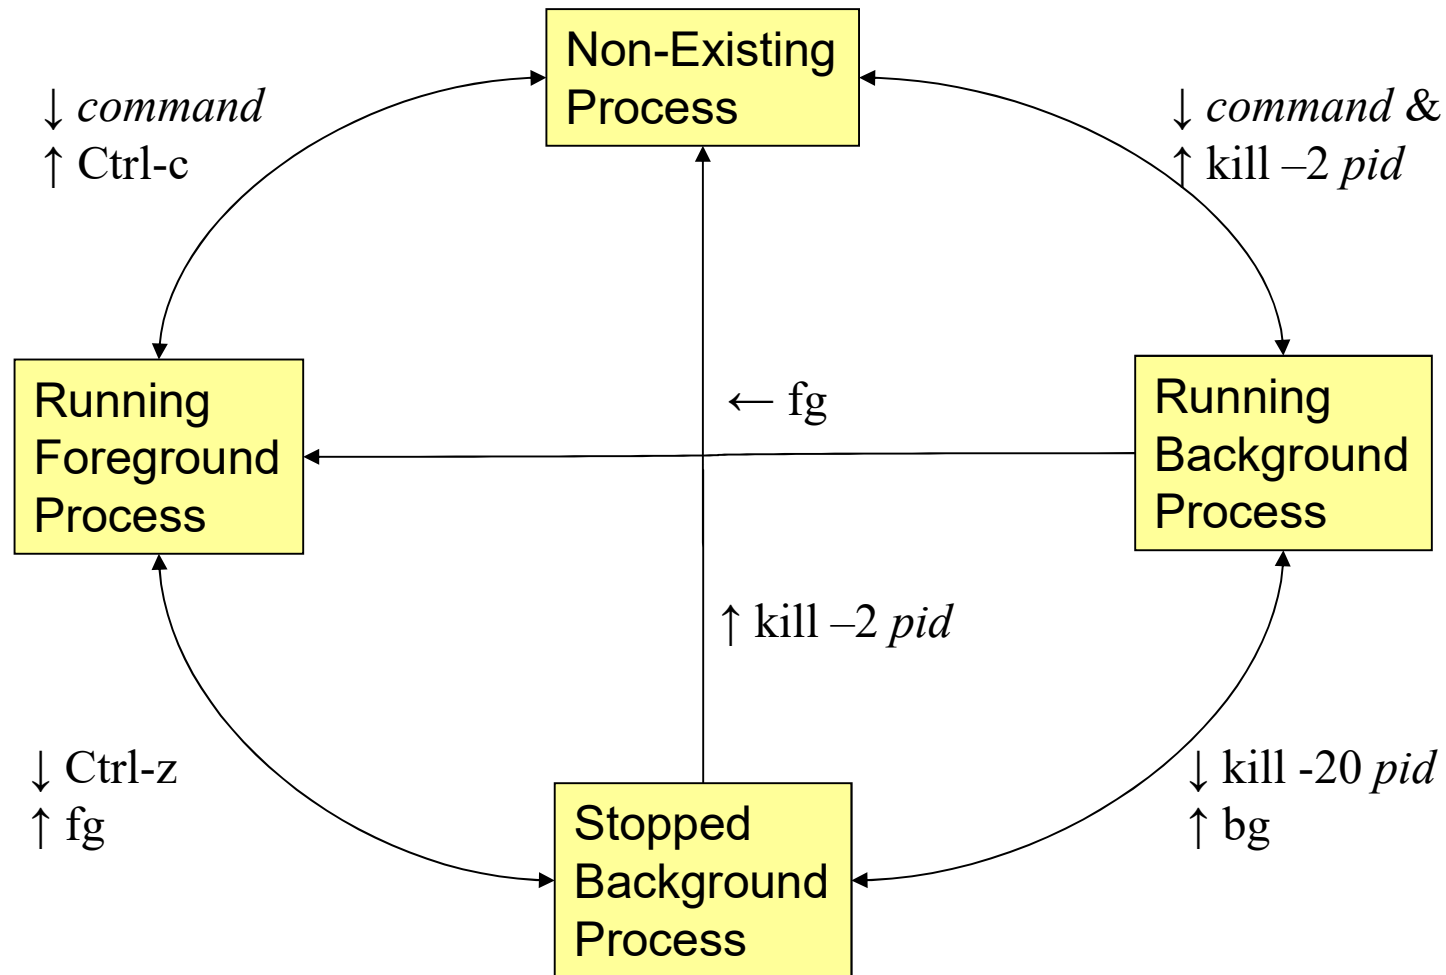 Non-Existing
Process
↓ command
↑ Ctrl-c
↓ command &
↑ kill –2 pid
Running
Foreground
Process
← fg
Running
Background
Process
↑ kill –2 pid
↓ Ctrl-z
↑ fg
↓ kill -20 pid
↑ bg
Stopped
Background
Process